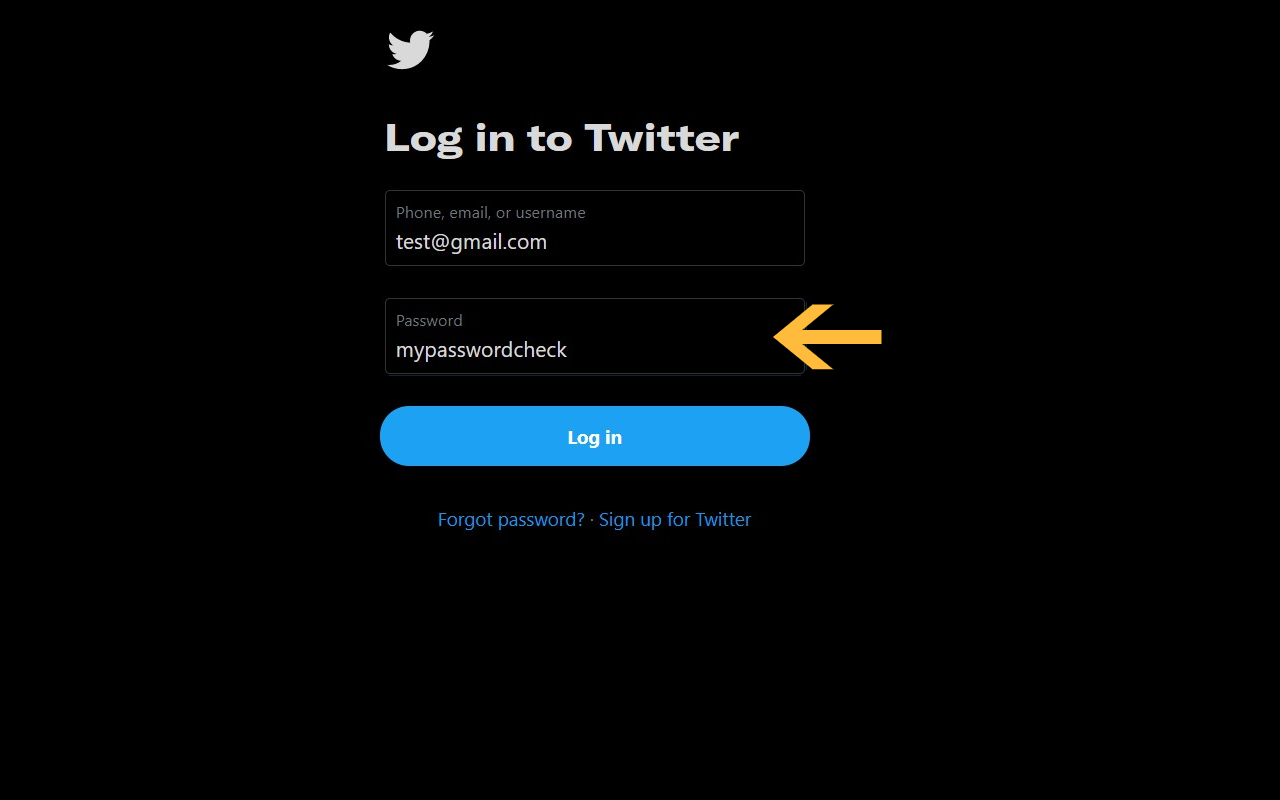 Log in to Twitter
Phone, email, or username
test@gmail.com
Password
mypasswordcheck
Log in
Forgot password? · Sign up for Twitter